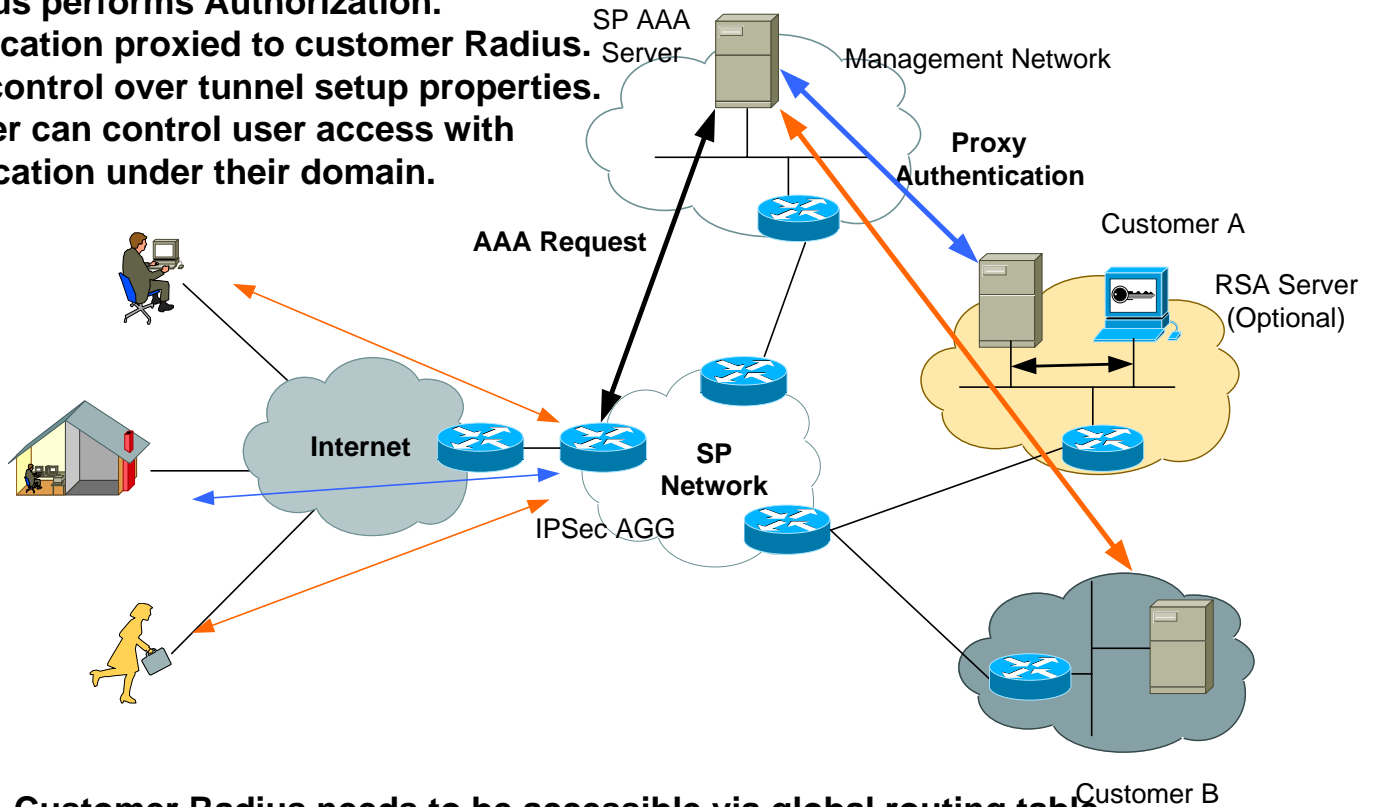 us performs Authorization.
cation proxied to customer Radius.
control over tunnel setup properties.
er can control user access with
cation under their domain.
SP AAA
Server
Management Network
Proxy
Authentication
AAA Request
Customer A
RSA Server
(Optional)
Internet
SP
Network
IPSec AGG
Customer B
Customer Radius needs to be accessible via global routing table